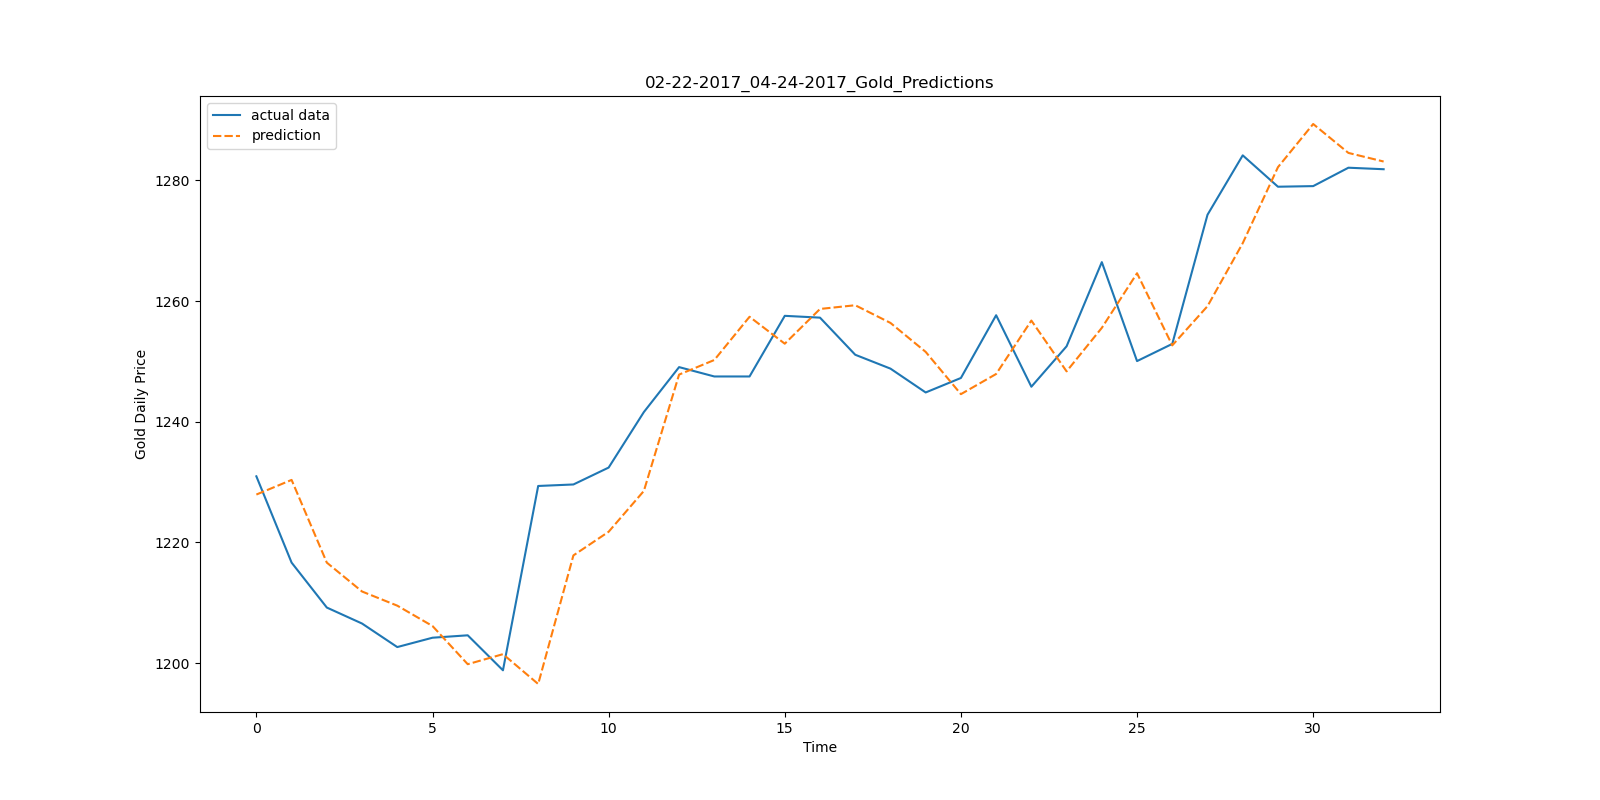 02-22-2017_04-24-2017_Gold_Predictions
actual data
prediction
1280
1260
1240
1220
1200
Gold Daily Price
0 5 10 15 20 25 30
Time